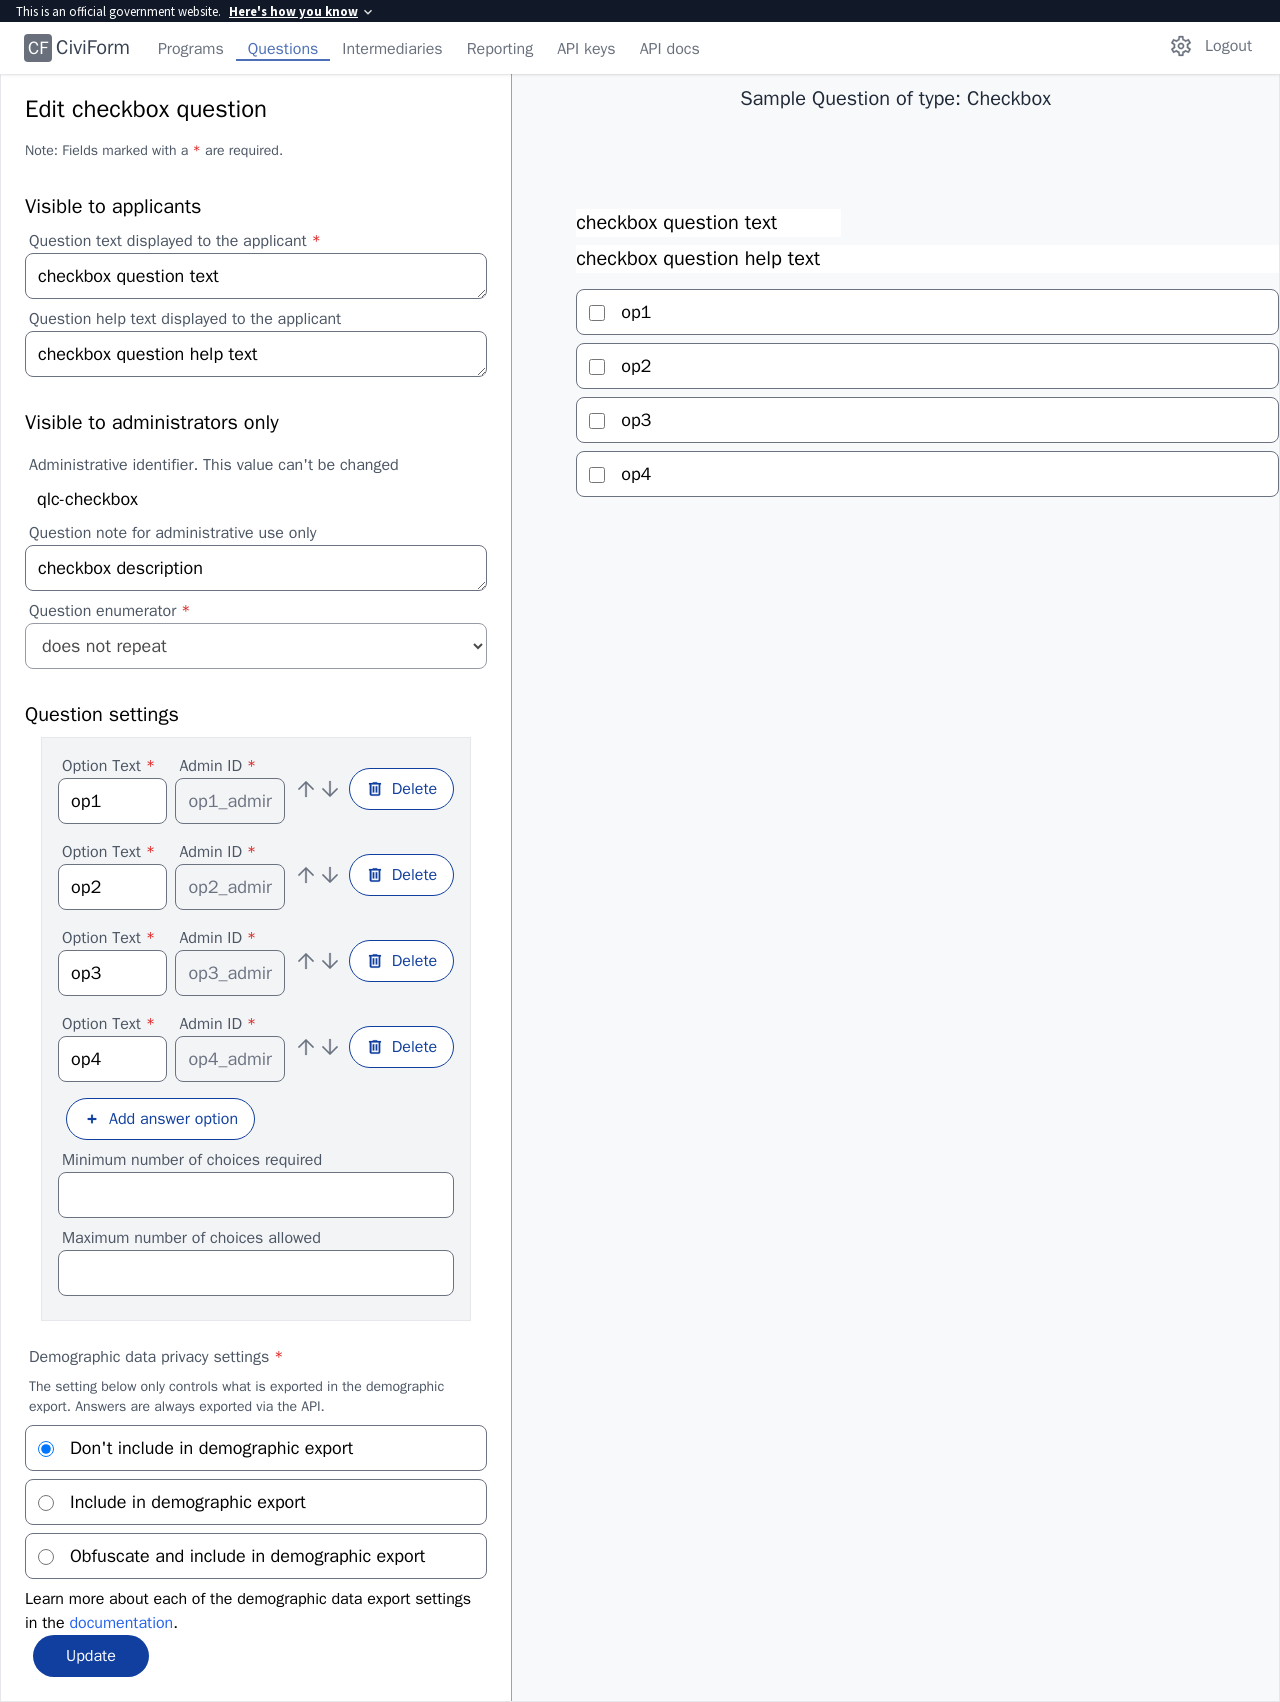 This is an official government website. Here's how you know
CF CiviForm Programs Questions Intermediaries Reporting API keys API docs Logout
Edit checkbox question
Note: Fields marked with a * are required.
Visible to applicants
Question text displayed to the applicant *
checkbox question text
Question help text displayed to the applicant
checkbox question help text
Visible to administrators only
Administrative identifier. This value can't be changed
qlc-checkbox
Question note for administrative use only
checkbox description
Question enumerator *
does not repeat
Question settings
Option Text * Admin ID *
op1 op1_admin Delete
Option Text * Admin ID *
op2 op2_admin Delete
Option Text * Admin ID *
op3 op3_admin Delete
Option Text * Admin ID *
op4 op4_admin Delete
+ Add answer option
Minimum number of choices required
Maximum number of choices allowed
Demographic data privacy settings *
The setting below only controls what is exported in the demographic
export. Answers are always exported via the API.
Don't include in demographic export
Include in demographic export
Obfuscate and include in demographic export
Learn more about each of the demographic data export settings
in the documentation.
Update
Sample Question of type: Checkbox
checkbox question text
checkbox question help text
op1
op2
op3
op4